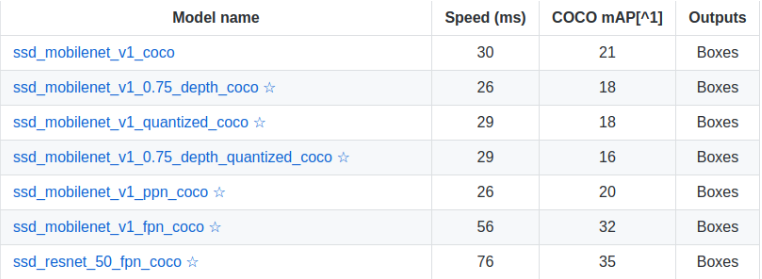 Model name Speed (ms) COCO mAP[^1] Outputs
ssd_mobilenet_v1_coco 30 21 Boxes
ssd_mobilenet_v1_0.75_depth_coco ☆ 26 18 Boxes
ssd_mobilenet_v1_quantized_coco ☆ 29 18 Boxes
ssd_mobilenet_v1_0.75_depth_quantized_coco ☆ 29 16 Boxes
ssd_mobilenet_v1_ppn_coco ☆ 26 20 Boxes
ssd_mobilenet_v1_fpn_coco ☆ 56 32 Boxes
ssd_resnet_50_fpn_coco ☆ 76 35 Boxes